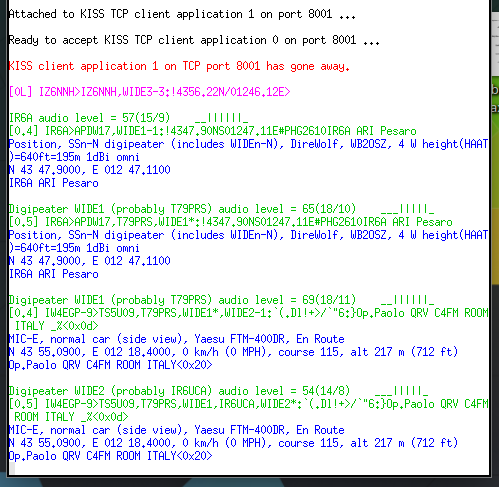 Attached to KISS TCP client application 1 on port 8001 ...
Ready to accept KISS TCP client application 0 on port 8001 ...
KISS client application 1 on TCP port 8001 has gone away.
[0L] IZ6NNH>IZ6NNH,WIDE3-3:!4356.22N/01246.12E>
IR6A audio level = 57(15/9)    __||||||_
[0.4] IR6A>APDW17,WIDE1-1:!4347.90NS01247.11E#PHG2610IR6A ARI Pesaro
Position, SSn-N digipeater (includes WIDEn-N), DireWolf, WB2OSZ, 4 W height(HAAT
)=640ft=195m 1dBi omni
N 43 47.9000, E 012 47.1100
IR6A ARI Pesaro
Digipeater WIDE1 (probably T79PRS) audio level = 65(18/10)    ___||||||_
[0.5] IR6A>APDW17,T79PRS,WIDE1*:!4347.90NS01247.11E#PHG2610IR6A ARI Pesaro
Position, SSn-N digipeater (includes WIDEn-N), DireWolf, WB2OSZ, 4 W height(HAAT
)=640ft=195m 1dBi omni
N 43 47.9000, E 012 47.1100
IR6A ARI Pesaro
Digipeater WIDE1 (probably T79PRS) audio level = 69(18/11)    ___||||||_
[0.4] IW4EGP-9>TS5U09,T79PRS,WIDE1*,WIDE2-1:`(.Dl!+>/`"6:}Op.Paolo QRV C4FM ROOM
 ITALY _%<0x0d>
MIC-E, normal car (side view), Yaesu FTM-400DR, En Route
N 43 55.0900, E 012 18.4000, 0 km/h (0 MPH), course 115, alt 217 m (712 ft)
Op.Paolo QRV C4FM ROOM ITALY<0x20>
Digipeater WIDE2 (probably IR6UCA) audio level = 54(14/8)    ___|||||_
[0.5] IW4EGP-9>TS5U09,T79PRS,WIDE1,IR6UCA,WIDE2*:`(.Dl!+>/`"6:}Op.Paolo QRV C4FM
 ROOM ITALY _%<0x0d>
MIC-E, normal car (side view), Yaesu FTM-400DR, En Route
N 43 55.0900, E 012 18.4000, 0 km/h (0 MPH), course 115, alt 217 m (712 ft)
Op.Paolo QRV C4FM ROOM ITALY<0x20>